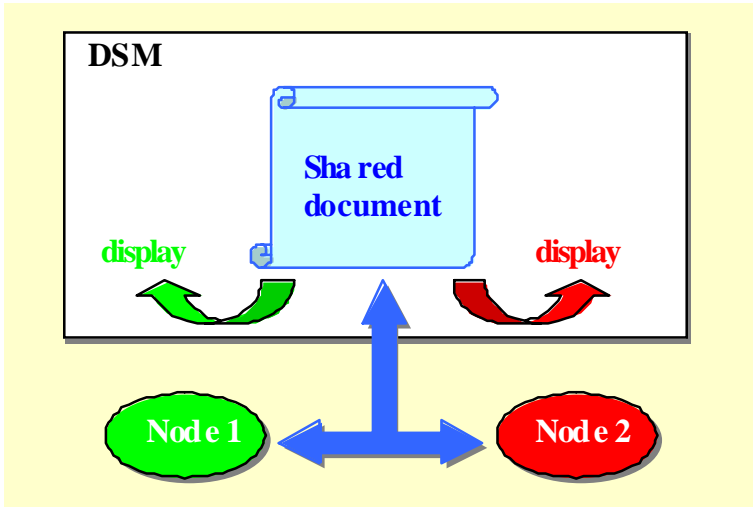 DSM
Shared
document
display
display
Node 1
Node 2